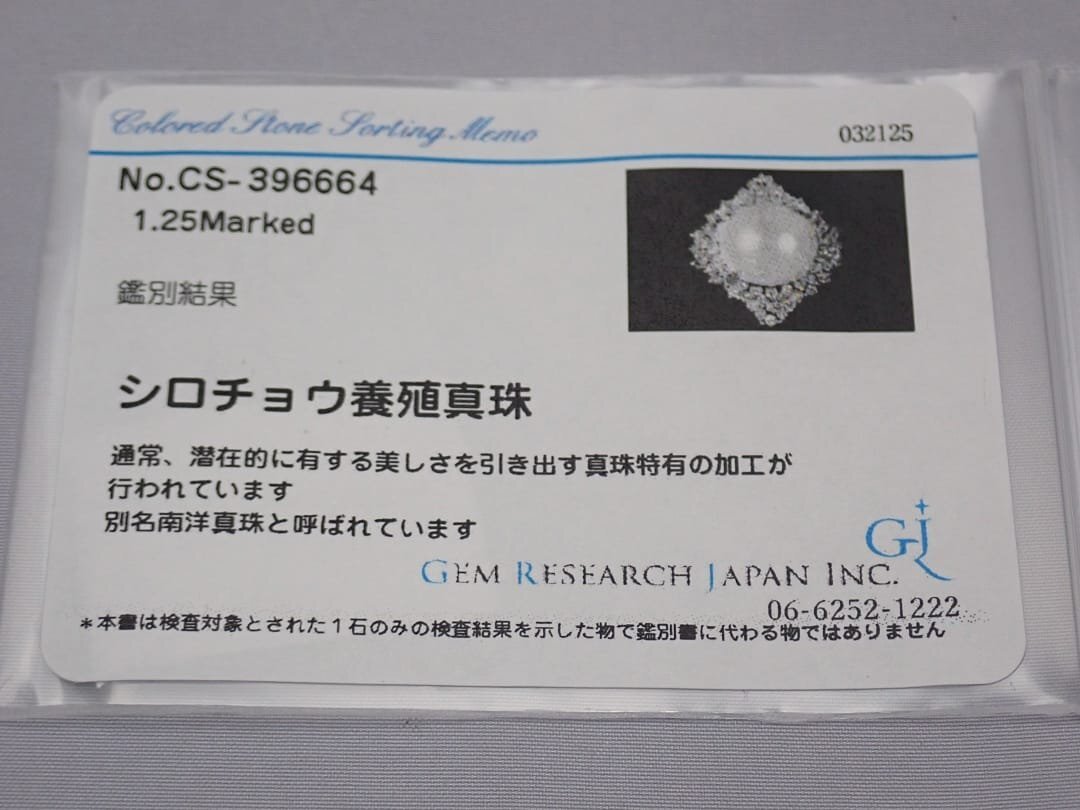 Colored Stone Sorting Memo
032125
No.CS-396664
1.25Marked
鑑別結果
シロチョウ養殖真珠
通常、潜在的に有する美しさを引き出す真珠特有の加工が
行われています
別名南洋真珠と呼ばれています
GJ
GEM RESEARCH JAPAN INC.
06-6252-1222
*本書は検査対象とされた1石のみの検査結果を示した物で鑑別書に代わる物ではありません